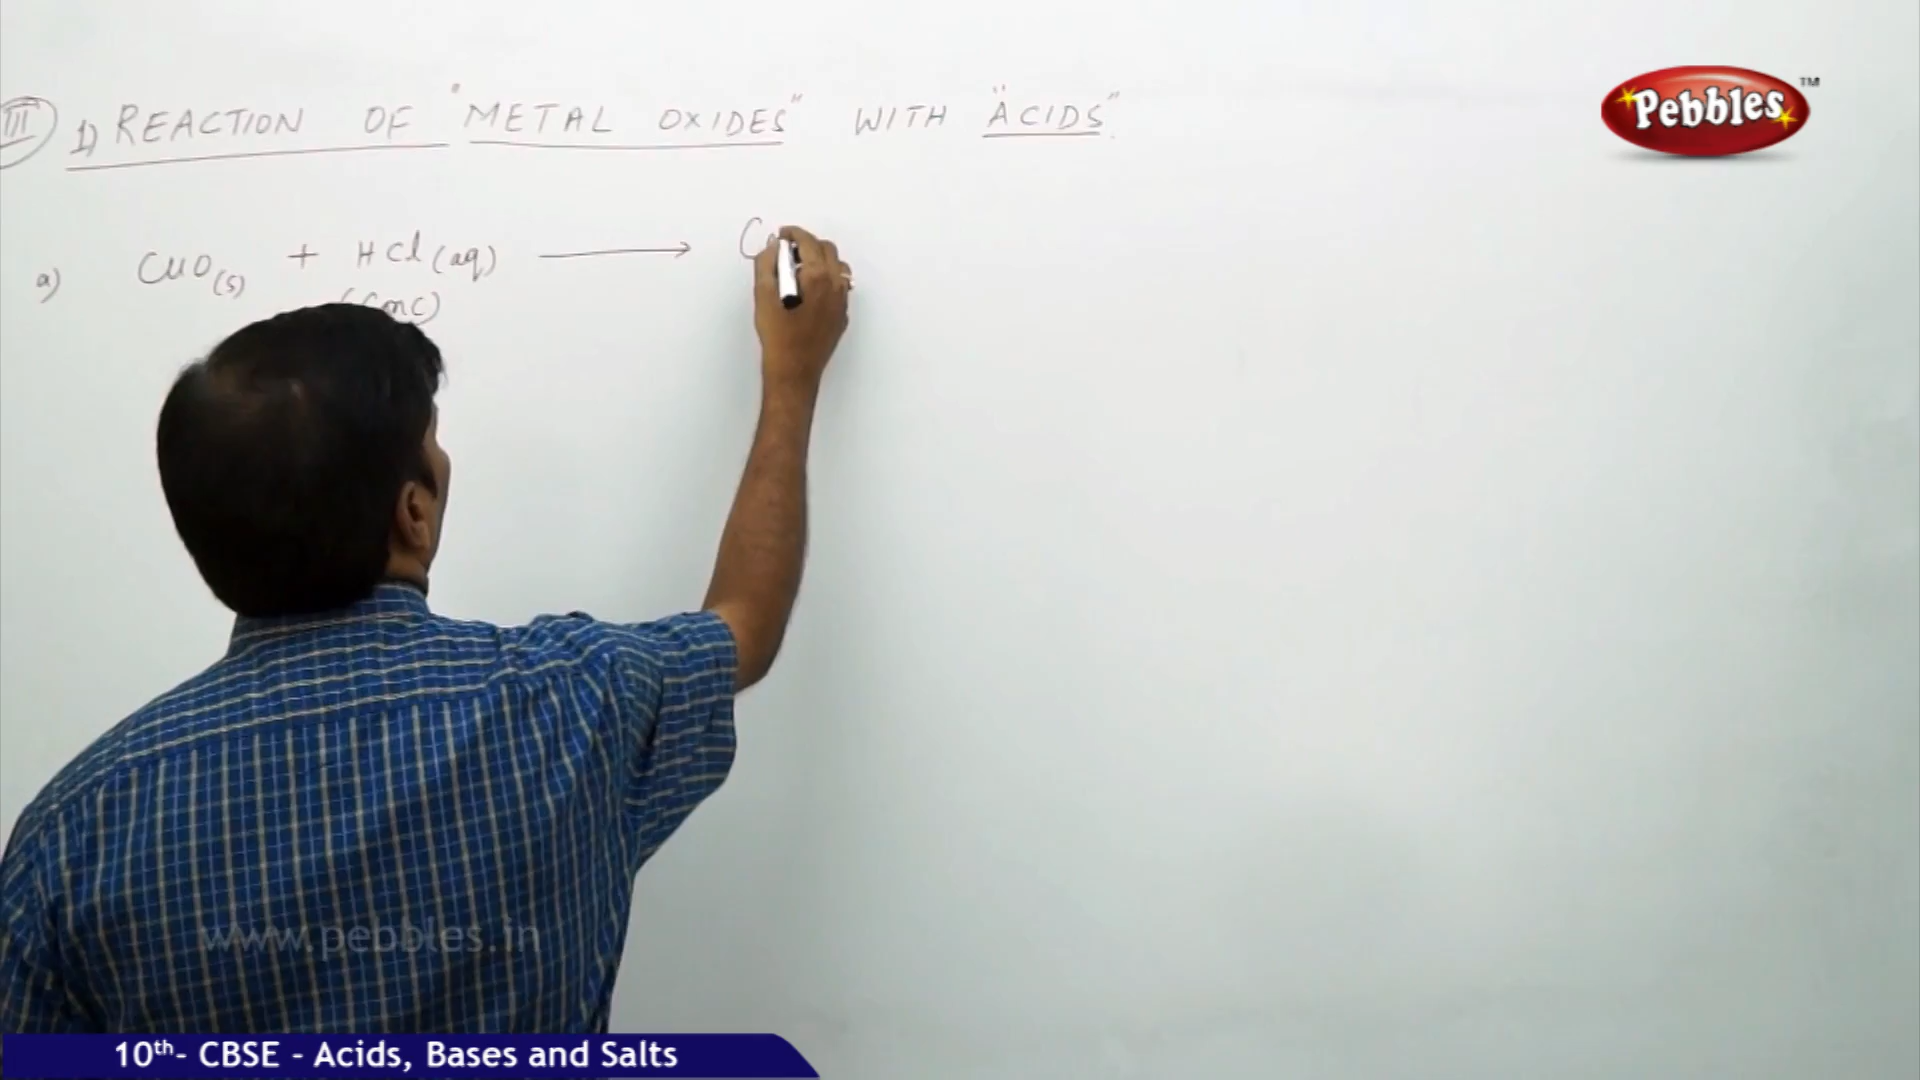 III 1) REACTION OF "METAL OXIDES" WITH "ACIDS".
a) CuO(s) + HCl(aq) ⟶
(Conc)
Pebbles TM
www.pebbles.in
10th- CBSE - Acids, Bases and Salts